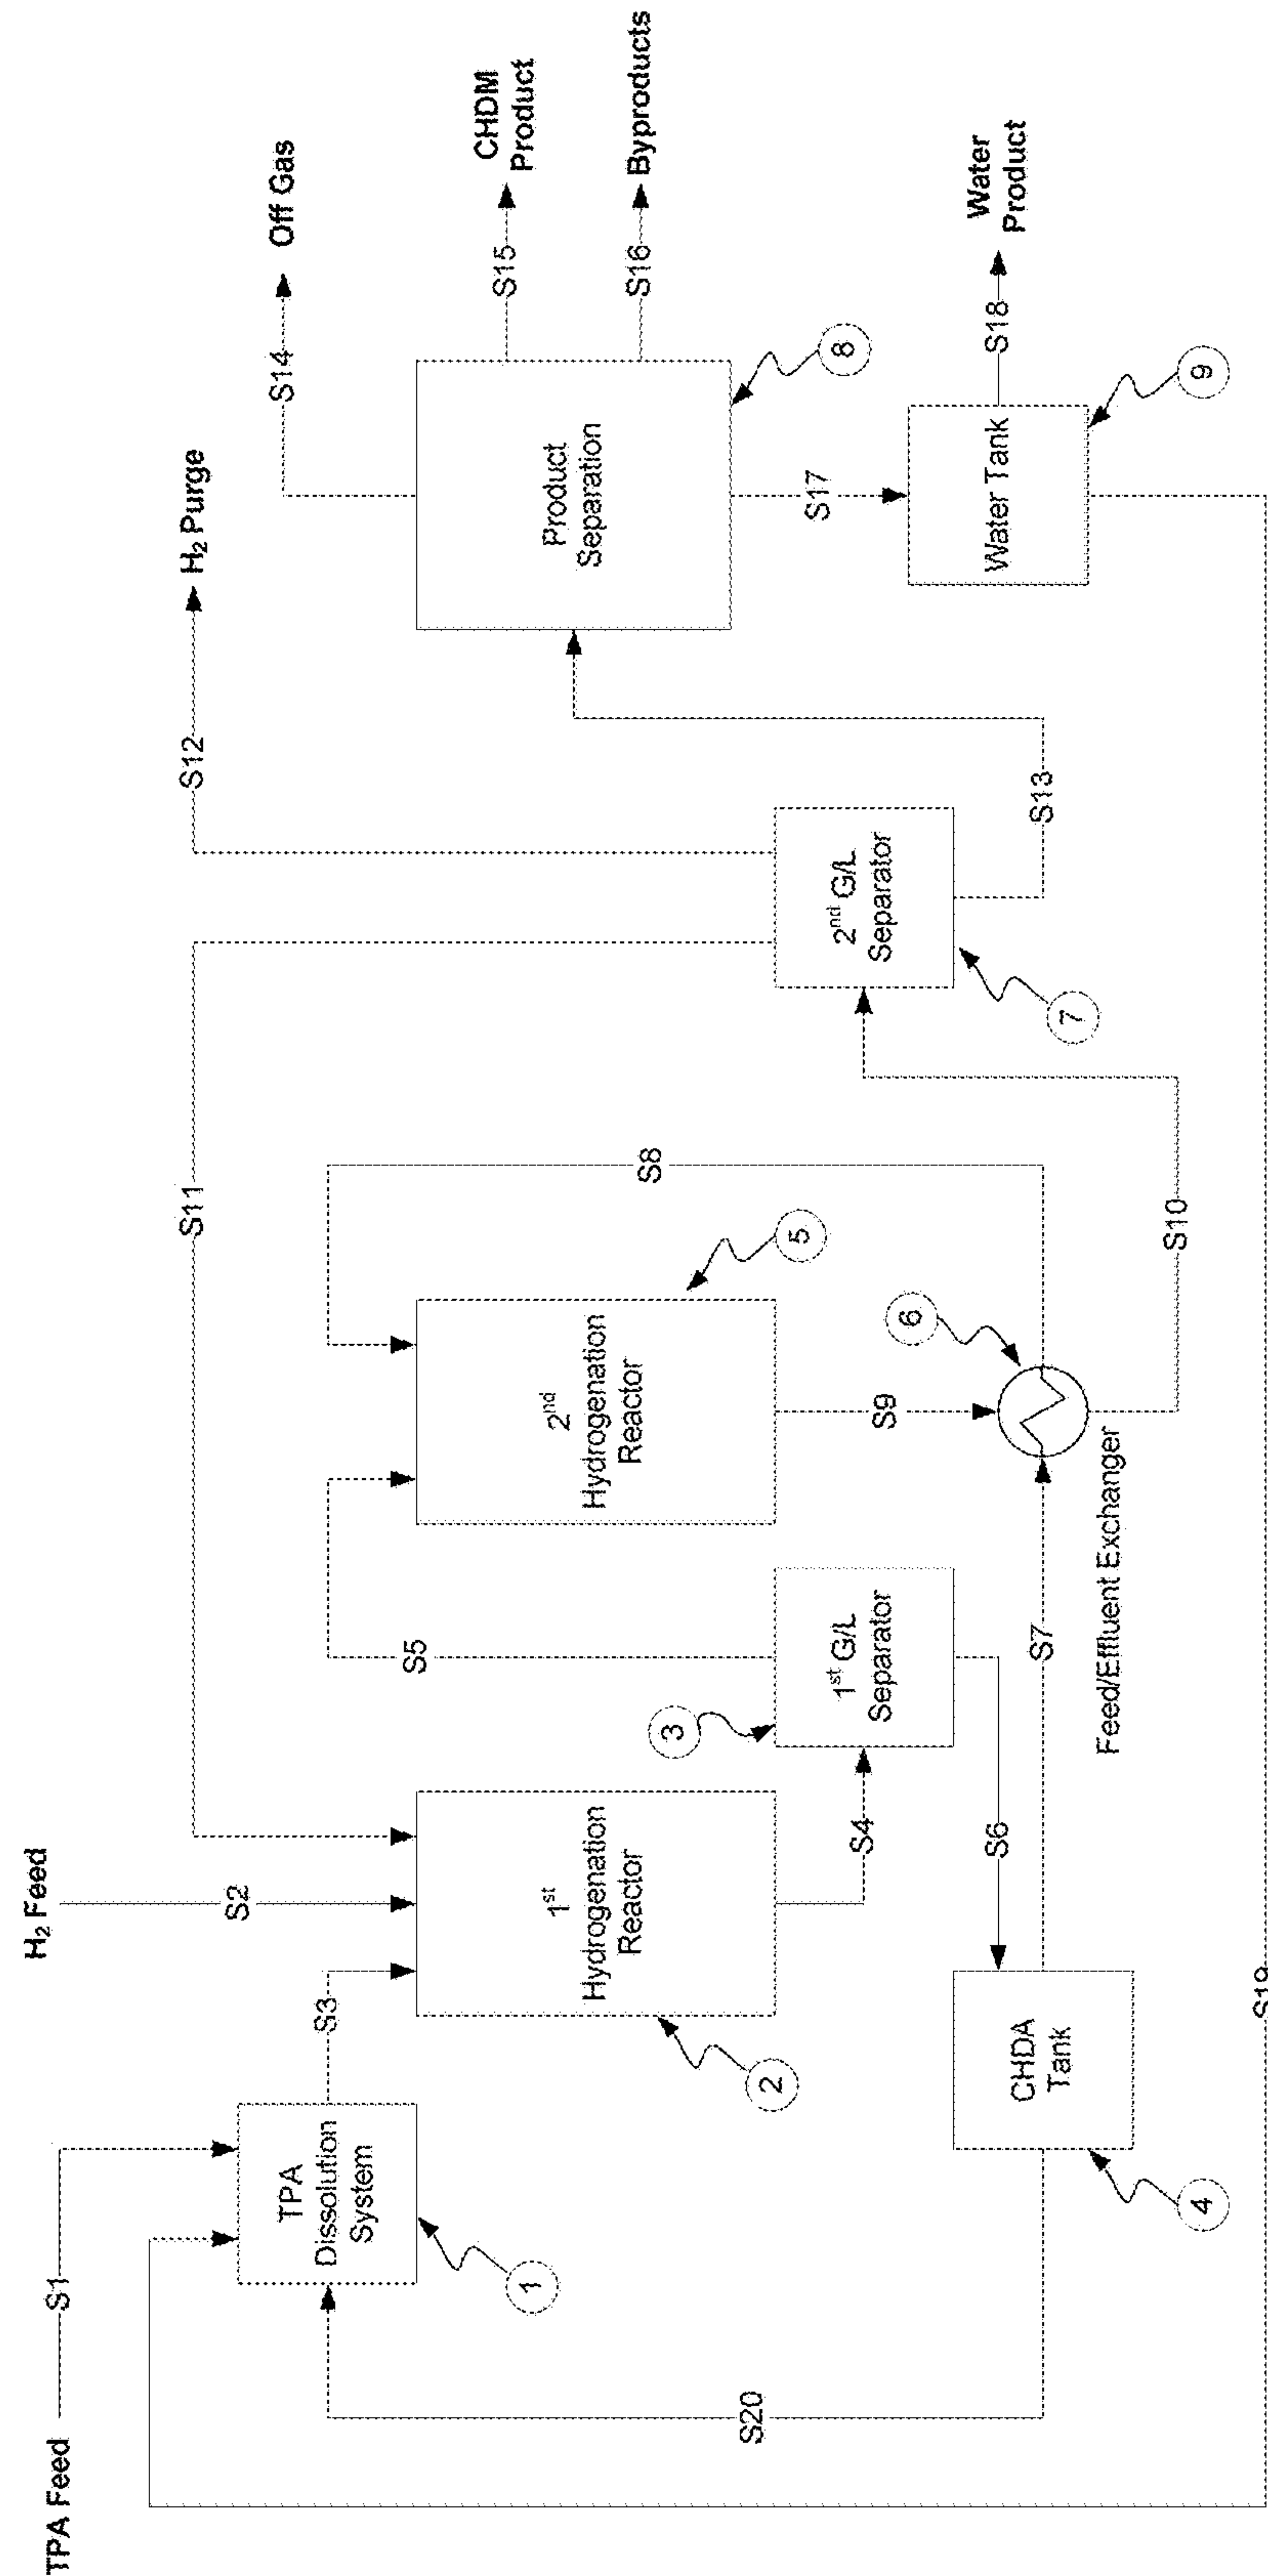 TPA Feed
S1
H₂ Feed
S2
S11
S12
H₂ Purge
S14
Off Gas
TPA
Dissolution
System
1
S3
S5
S8
S20
2
1st
Hydrogenation
Reactor
3
2nd
Hydrogenation
Reactor
5
Product
Separation
8
S15
CHDM
Product
S16
Byproducts
S4
1st G/L
Separator
S9
6
2nd G/L
Separator
7
S13
S17
CHDA
Tank
4
S6
S7
Feed/Effluent Exchanger
S10
Water Tank
9
S18
Water
Product
S19